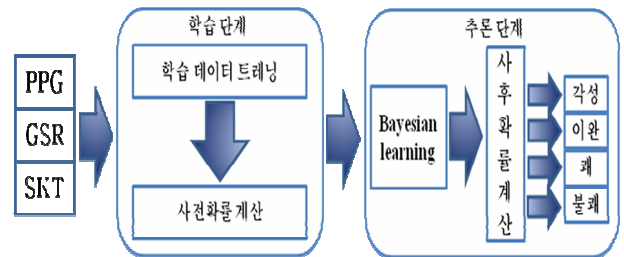 PPG
GSR
SKT
학습 단계
학습 데이터 트레닝
사전화률 계산
추론 단계
Bayesian
learning
사후확률계산
각성
이완
쾌
불쾌